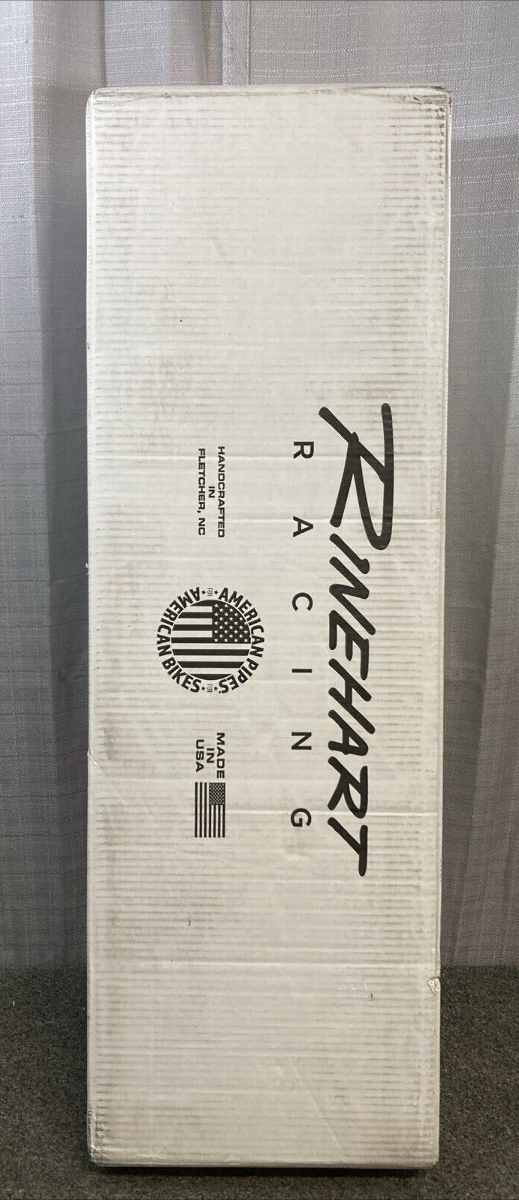 RINEHART
RACING
HANDCRAFTED
IN
FLETCHER, NC
AMERICAN PIPES
AMERICAN BIKES
MADE
IN
USA